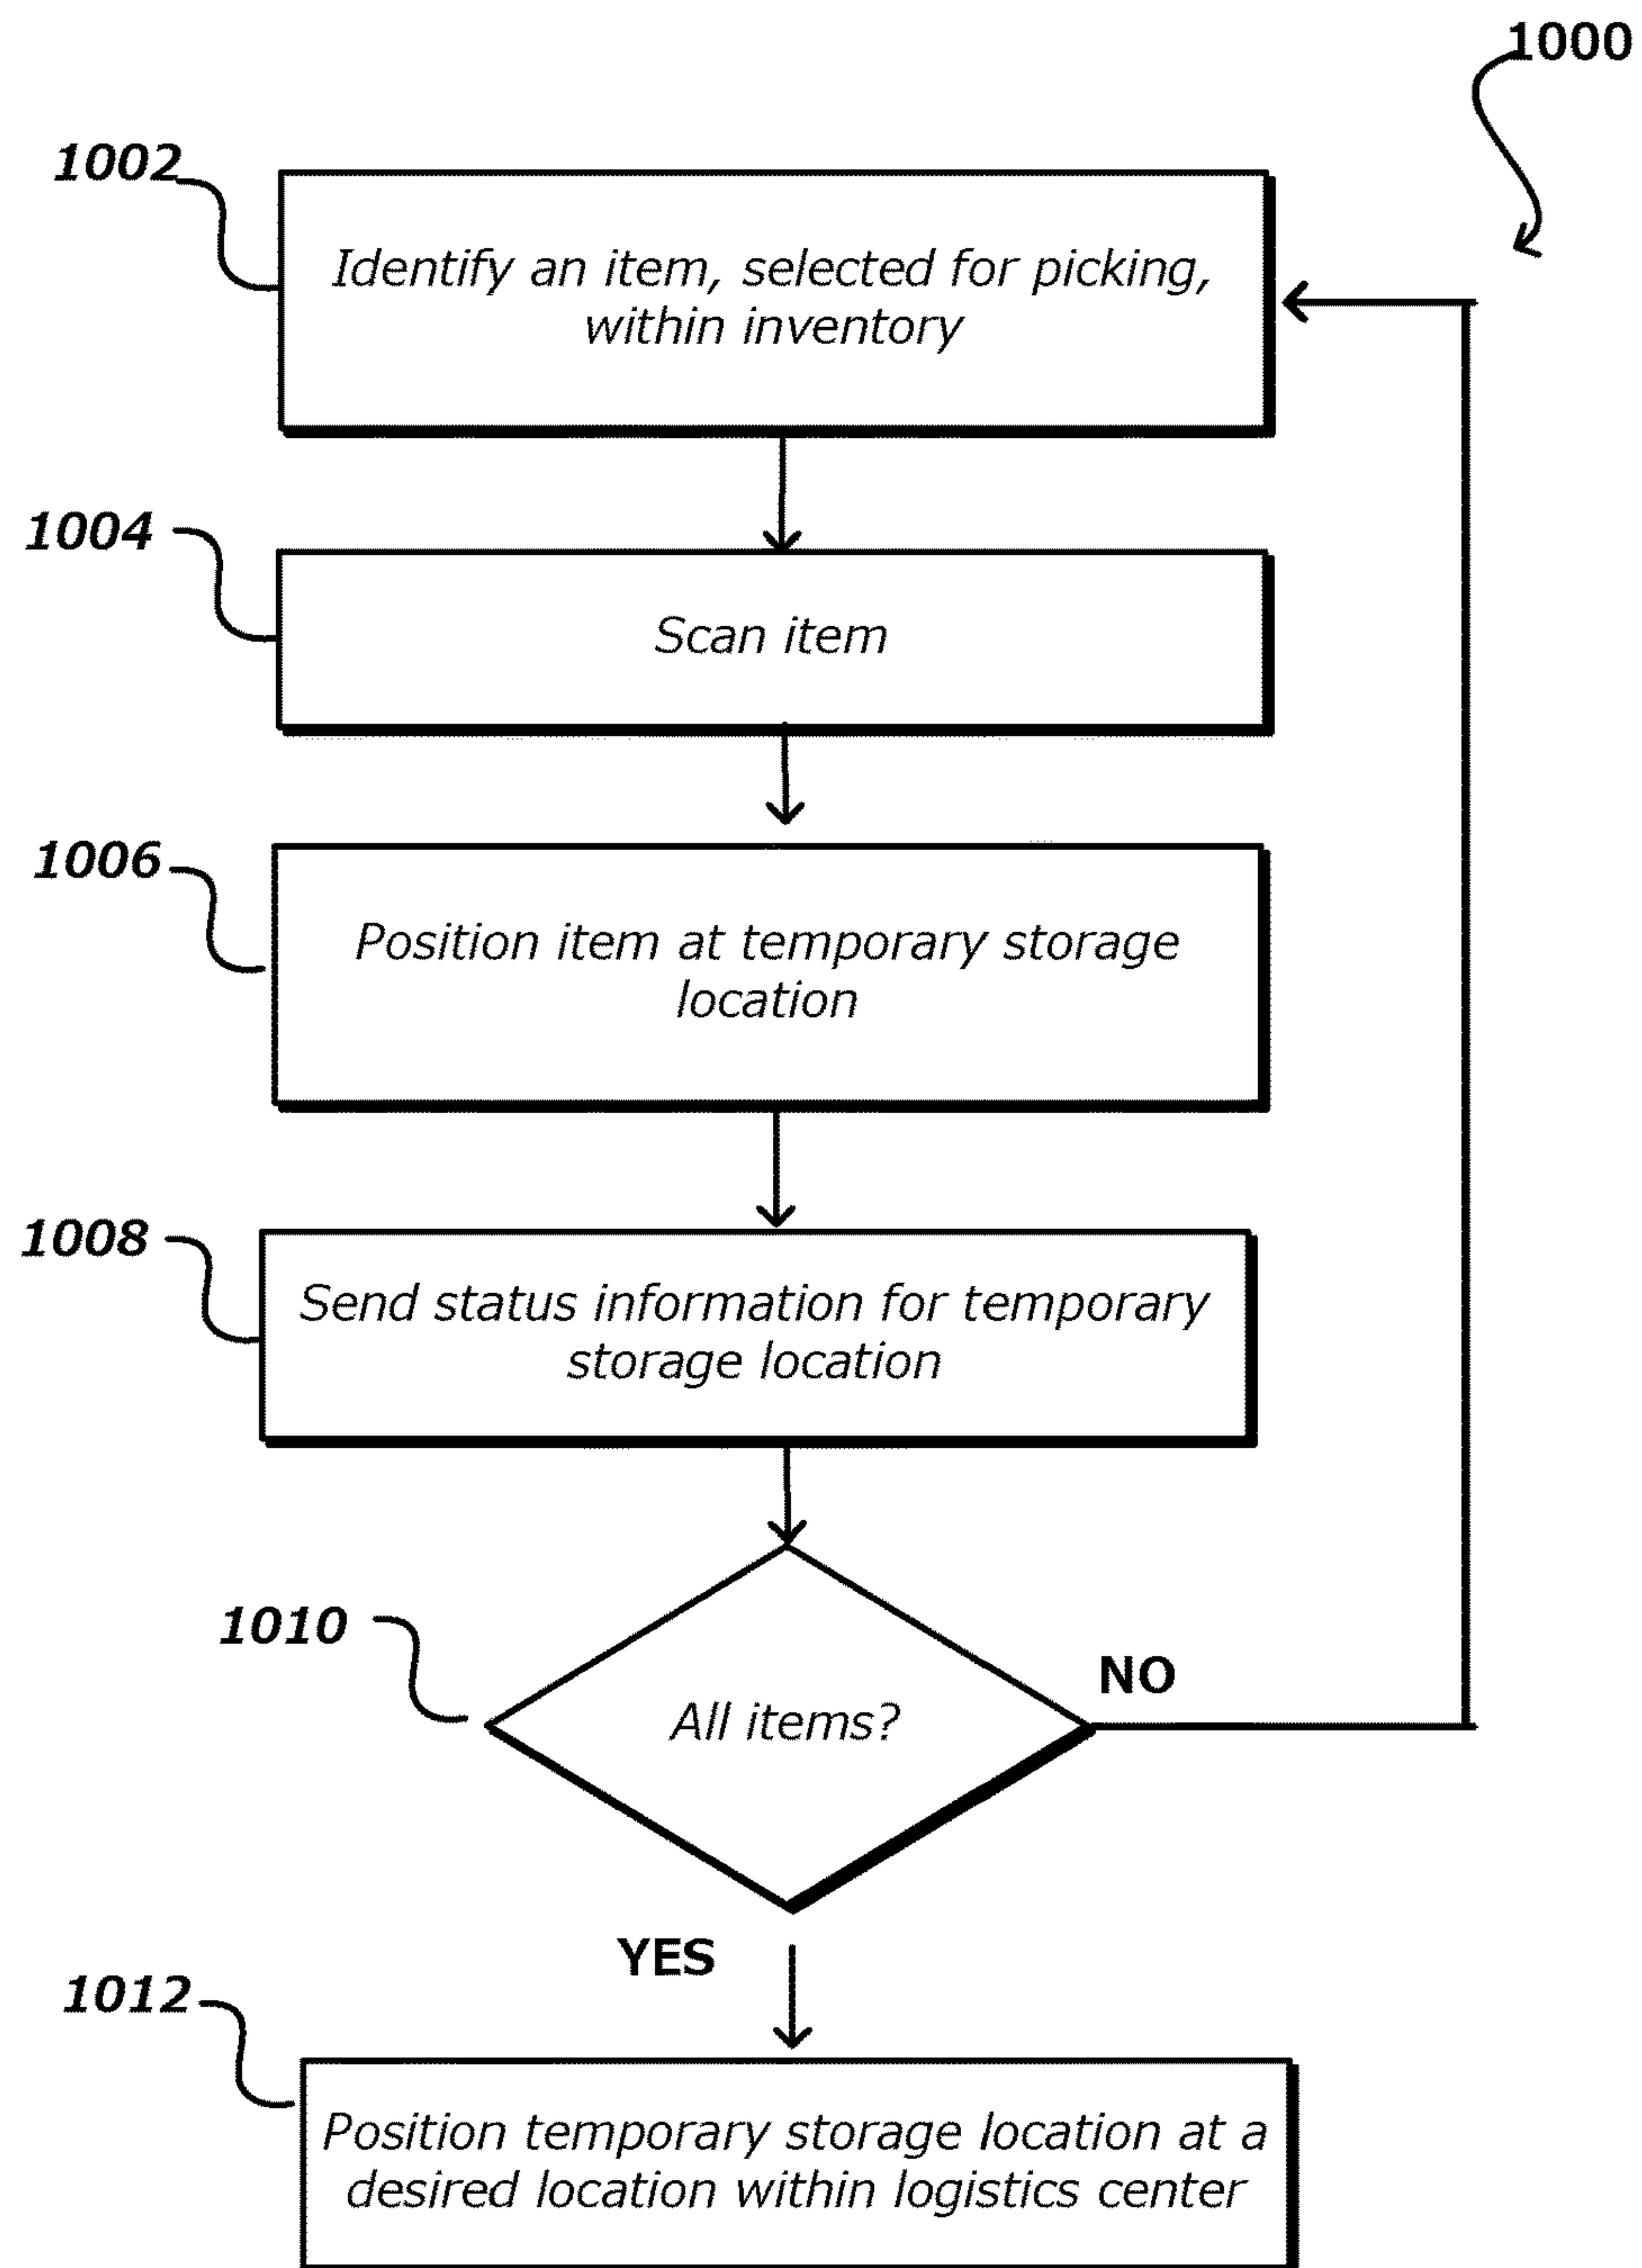 1000
1002
Identify an item, selected for picking,
within inventory
1004
Scan item
1006
Position item at temporary storage
location
1008
Send status information for temporary
storage location
1010
All items?
NO
YES
1012
Position temporary storage location at a
desired location within logistics center